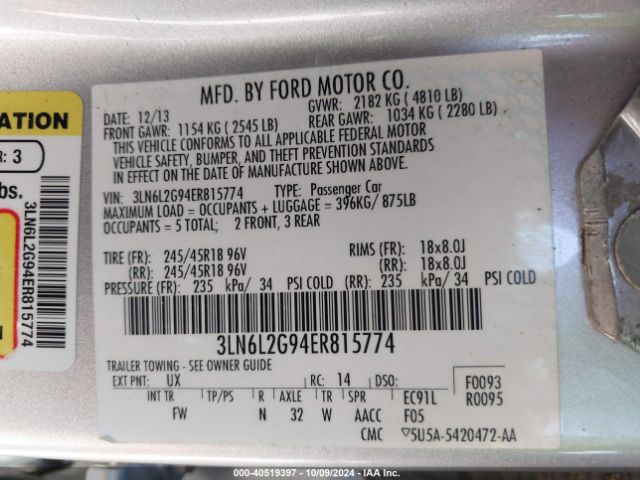 ATION
R: 3
bs.
3LN6L2G94ER815774
MFD. BY FORD MOTOR CO.
DATE: 12/13
GVWR: 2182 KG ( 4810 LB)
FRONT GAWR: 1154 KG ( 2545 LB)
REAR GAWR: 1034 KG ( 2280 LB)
THIS VEHICLE CONFORMS TO ALL APPLICABLE FEDERAL MOTOR
VEHICLE SAFETY, BUMPER, AND THEFT PREVENTION STANDARDS
IN EFFECT ON THE DATE OF MANUFACTURE SHOWN ABOVE.
VIN: 3LN6L2G94ER815774 TYPE: Passenger Car
MAXIMUM LOAD = OCCUPANTS + LUGGAGE = 396KG/ 875LB
OCCUPANTS = 5 TOTAL; 2 FRONT, 3 REAR
TIRE (FR): 245/45R18 96V RIMS (FR): 18x8.0J
(RR): 245/45R18 96V (RR): 18x8.0J
PRESSURE (FR): 235 kPa/ 34 PSI COLD (RR): 235 kPa/ 34 PSI COLD
3LN6L2G94ER815774
TRAILER TOWING - SEE OWNER GUIDE
EXT PNT: UX RC: 14 DSO: F0093
INT TR TP/PS R AXLE TR SPR EC91L R0095
FW N 32 W AACC F05
CMC ▽5U5A-5420472-AA
000-40519397 - 10/09/2024 - IAA Inc.